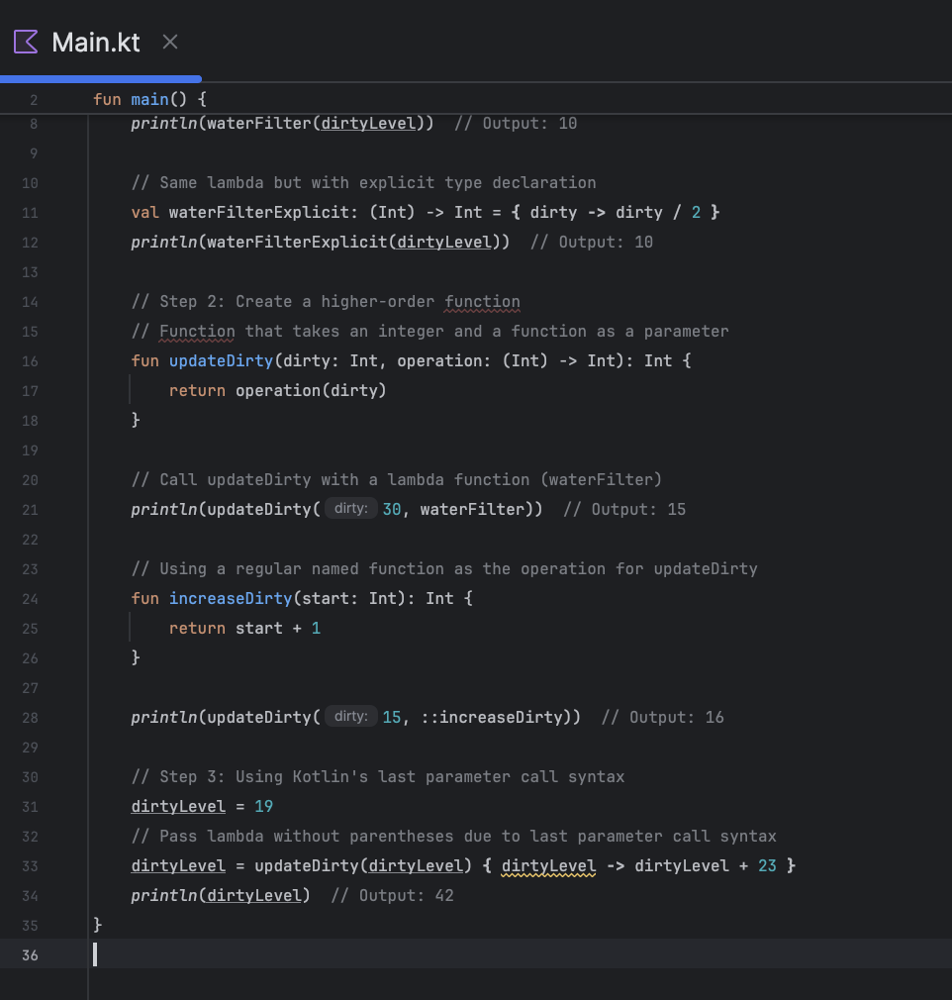 Main.kt
2 fun main() {
8 println(waterFilter(dirtyLevel)) // Output: 10
9
10 // Same lambda but with explicit type declaration
11 val waterFilterExplicit: (Int) -> Int = { dirty -> dirty / 2 }
12 println(waterFilterExplicit(dirtyLevel)) // Output: 10
13
14 // Step 2: Create a higher-order function
15 // Function that takes an integer and a function as a parameter
16 fun updateDirty(dirty: Int, operation: (Int) -> Int): Int {
17 return operation(dirty)
18 }
19
20 // Call updateDirty with a lambda function (waterFilter)
21 println(updateDirty( dirty: 30, waterFilter)) // Output: 15
22
23 // Using a regular named function as the operation for updateDirty
24 fun increaseDirty(start: Int): Int {
25 return start + 1
26 }
27
28 println(updateDirty( dirty: 15, ::increaseDirty)) // Output: 16
29
30 // Step 3: Using Kotlin's last parameter call syntax
31 dirtyLevel = 19
32 // Pass lambda without parentheses due to last parameter call syntax
33 dirtyLevel = updateDirty(dirtyLevel) { dirtyLevel -> dirtyLevel + 23 }
34 println(dirtyLevel) // Output: 42
35 }
36